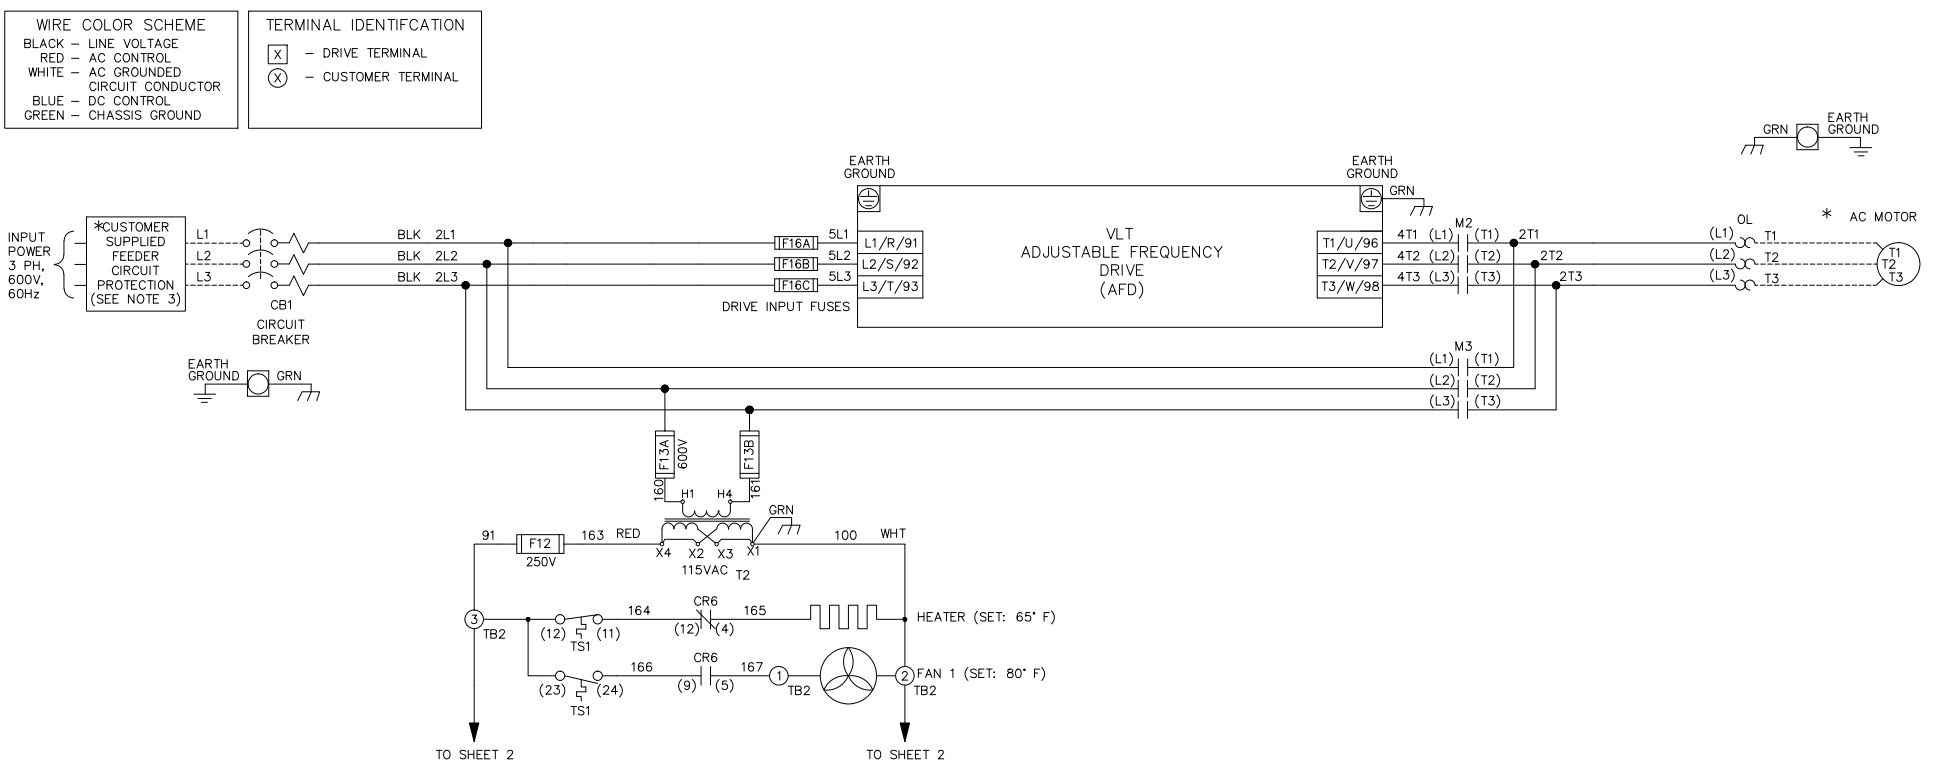 WIRE COLOR SCHEME
BLACK – LINE VOLTAGE
RED – AC CONTROL
WHITE – AC GROUNDED
CIRCUIT CONDUCTOR
BLUE – DC CONTROL
GREEN – CHASSIS GROUND
TERMINAL IDENTIFCATION
X – DRIVE TERMINAL
X – CUSTOMER TERMINAL
INPUT
POWER
3 PH,
600V,
60Hz
*CUSTOMER
SUPPLIED
FEEDER
CIRCUIT
PROTECTION
(SEE NOTE 3)
L1
L2
L3
CB1
CIRCUIT
BREAKER
EARTH
GROUND
GRN
BLK 2L1
BLK 2L2
BLK 2L3
F16A
F16B
F16C
5L1
5L2
5L3
DRIVE INPUT FUSES
EARTH
GROUND
L1/R/91
L2/S/92
L3/T/93
VLT
ADJUSTABLE FREQUENCY
DRIVE
(AFD)
EARTH
GROUND
GRN
T1/U/96
T2/V/97
T3/W/98
4T1 (L1) M2 (T1) 2T1
4T2 (L2) (T2) 2T2
4T3 (L3) (T3) 2T3
M3
(L1) (T1)
(L2) (T2)
(L3) (T3)
GRN
EARTH
GROUND
OL
(L1) T1
(L2) T2
(L3) T3
* AC MOTOR
T1
T2
T3
F13A
600V
F13B
160
161
H1 H4
GRN
91
F12
250V
163 RED
X4 X2 X3 X1
115VAC T2
100 WHT
3
TB2
(12) (11)
TS1
164
CR6
(12) (4)
165
HEATER (SET: 65° F)
(23) (24)
TS1
166
CR6
(9) (5)
167
1
TB2
2
TB2
FAN 1 (SET: 80° F)
TO SHEET 2
TO SHEET 2